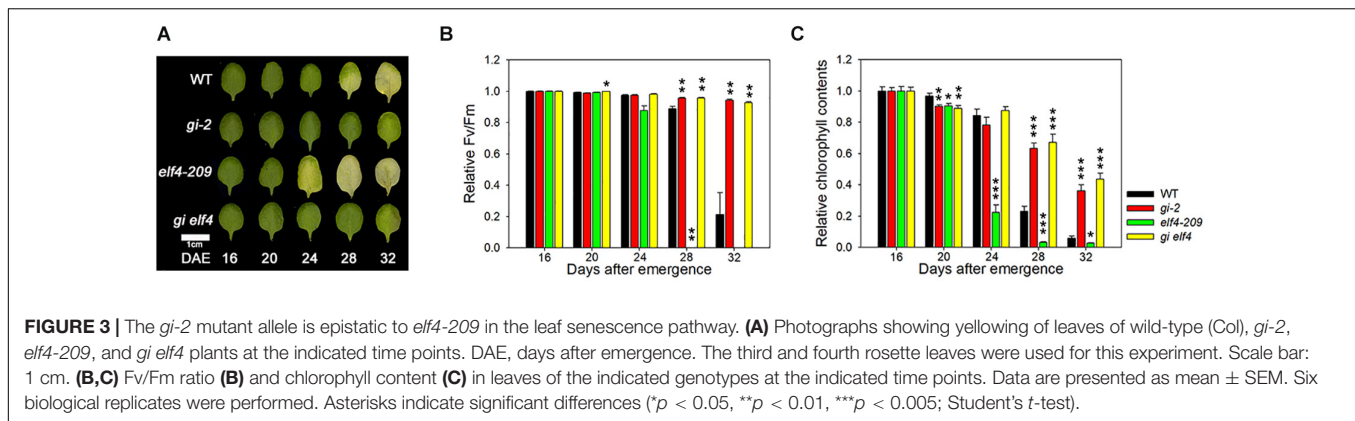 A
WT
gi-2
elf4-209
gi elf4
1cm
DAE 16 20 24 28 32
B
Relative Fv/Fm
1.2
1.0
0.8
0.6
0.4
0.2
0.0
*
**
**
**
**
**
16 20 24 28 32
Days after emergence
C
Relative chlorophyll contents
1.2
1.0
0.8
0.6
0.4
0.2
0.0
**
*
**
***
***
***
***
***
*
***
16 20 24 28 32
Days after emergence
WT
gi-2
elf4-209
gi elf4
FIGURE 3 | The gi-2 mutant allele is epistatic to elf4-209 in the leaf senescence pathway. (A) Photographs showing yellowing of leaves of wild-type (Col), gi-2,
elf4-209, and gi elf4 plants at the indicated time points. DAE, days after emergence. The third and fourth rosette leaves were used for this experiment. Scale bar:
1 cm. (B,C) Fv/Fm ratio (B) and chlorophyll content (C) in leaves of the indicated genotypes at the indicated time points. Data are presented as mean ± SEM. Six
biological replicates were performed. Asterisks indicate significant differences (*p < 0.05, **p < 0.01, ***p < 0.005; Student's t-test).